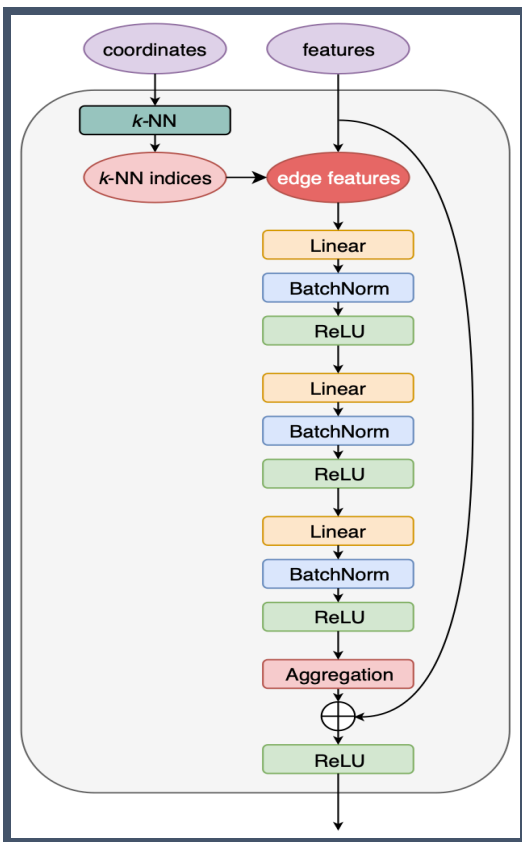 coordinates
features
k-NN
k-NN indices
edge features
Linear
BatchNorm
ReLU
Linear
BatchNorm
ReLU
Linear
BatchNorm
ReLU
Aggregation
ReLU